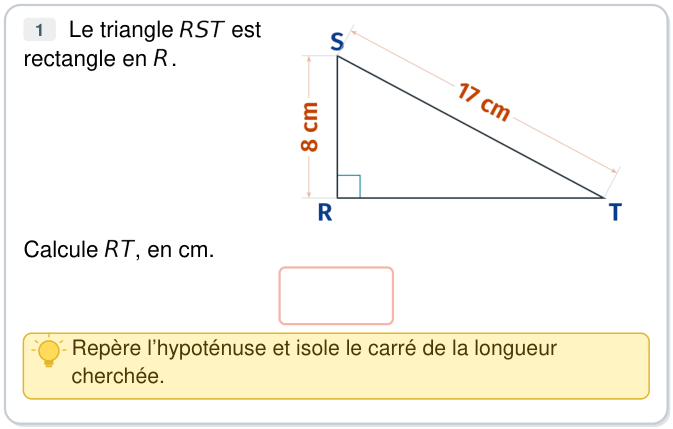 1 Le triangle RST est
rectangle en R.
S
17 cm
8 cm
R
T
Calcule RT, en cm.
Repère l'hypoténuse et isole le carré de la longueur
cherchée.